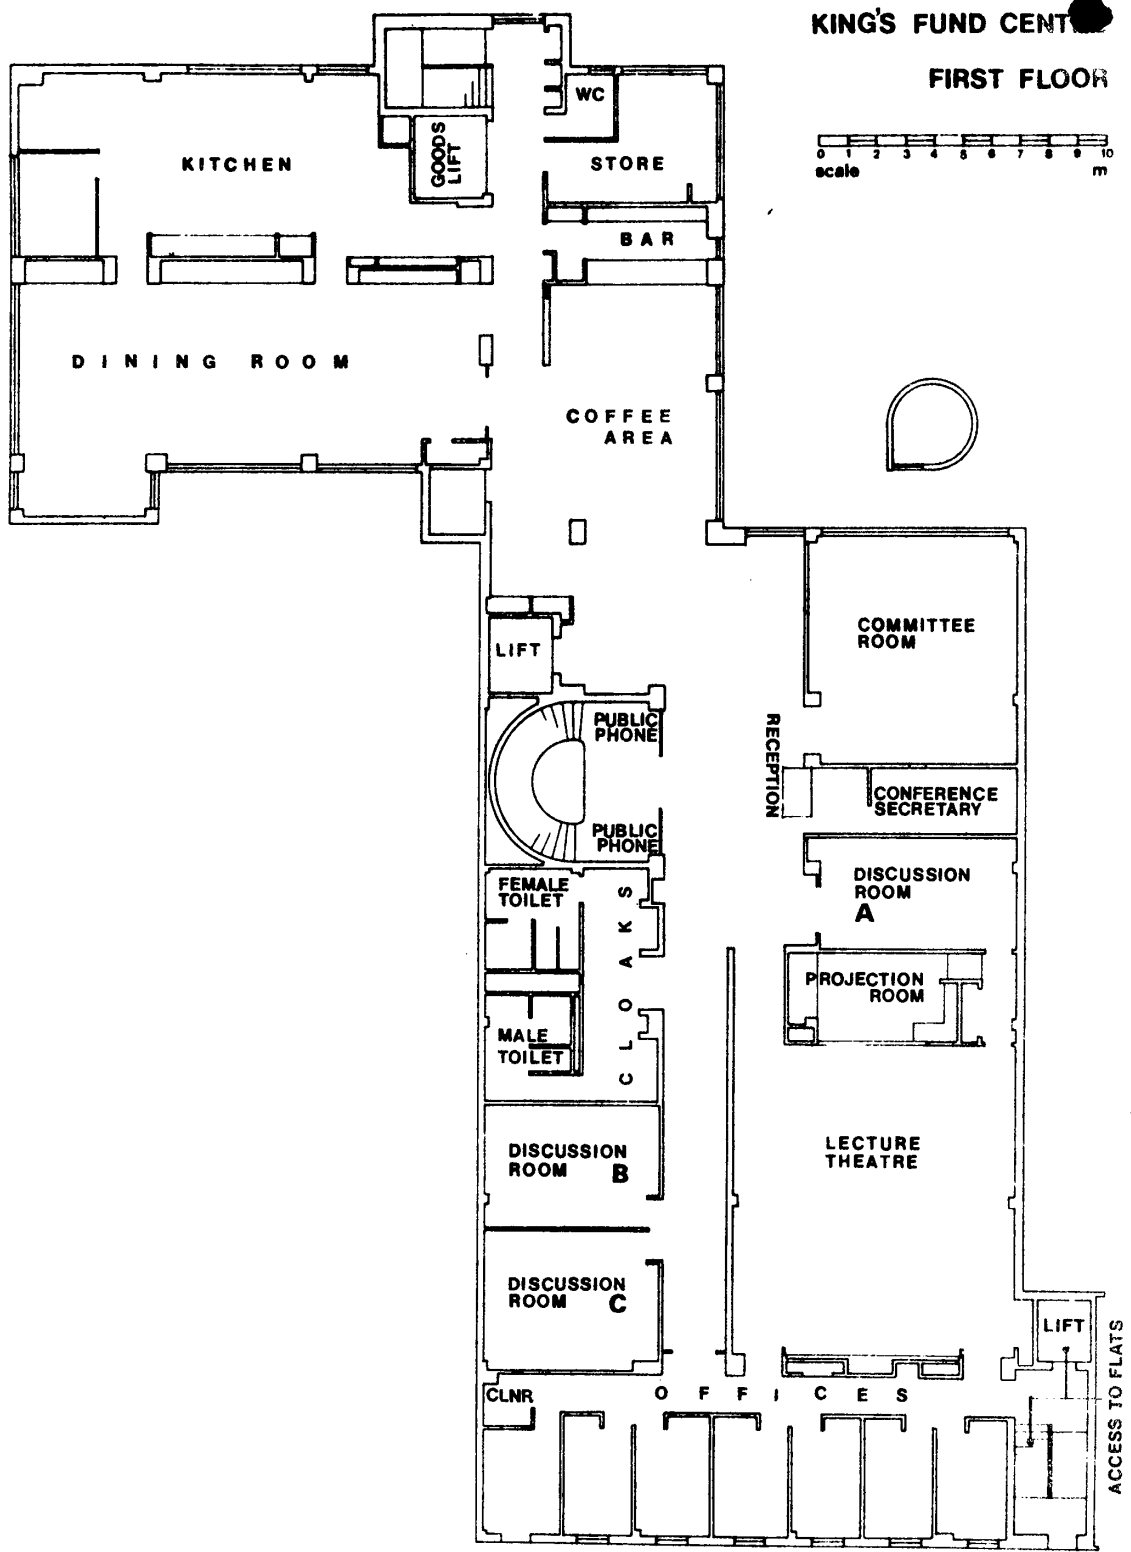 KING'S FUND CENTRE
FIRST FLOOR
0 1 2 3 4 5 6 7 8 9 10
scale m
WC
GOODS
LIFT
KITCHEN
STORE
BAR
DINING ROOM
COFFEE
AREA
COMMITTEE
ROOM
LIFT
PUBLIC
PHONE
RECEPTION
CONFERENCE
SECRETARY
PUBLIC
PHONE
DISCUSSION
ROOM
A
FEMALE
TOILET
CLOAKS
PROJECTION
ROOM
MALE
TOILET
LECTURE
THEATRE
DISCUSSION
ROOM B
DISCUSSION
ROOM C
LIFT
ACCESS TO FLATS
CLNR
OFFICES